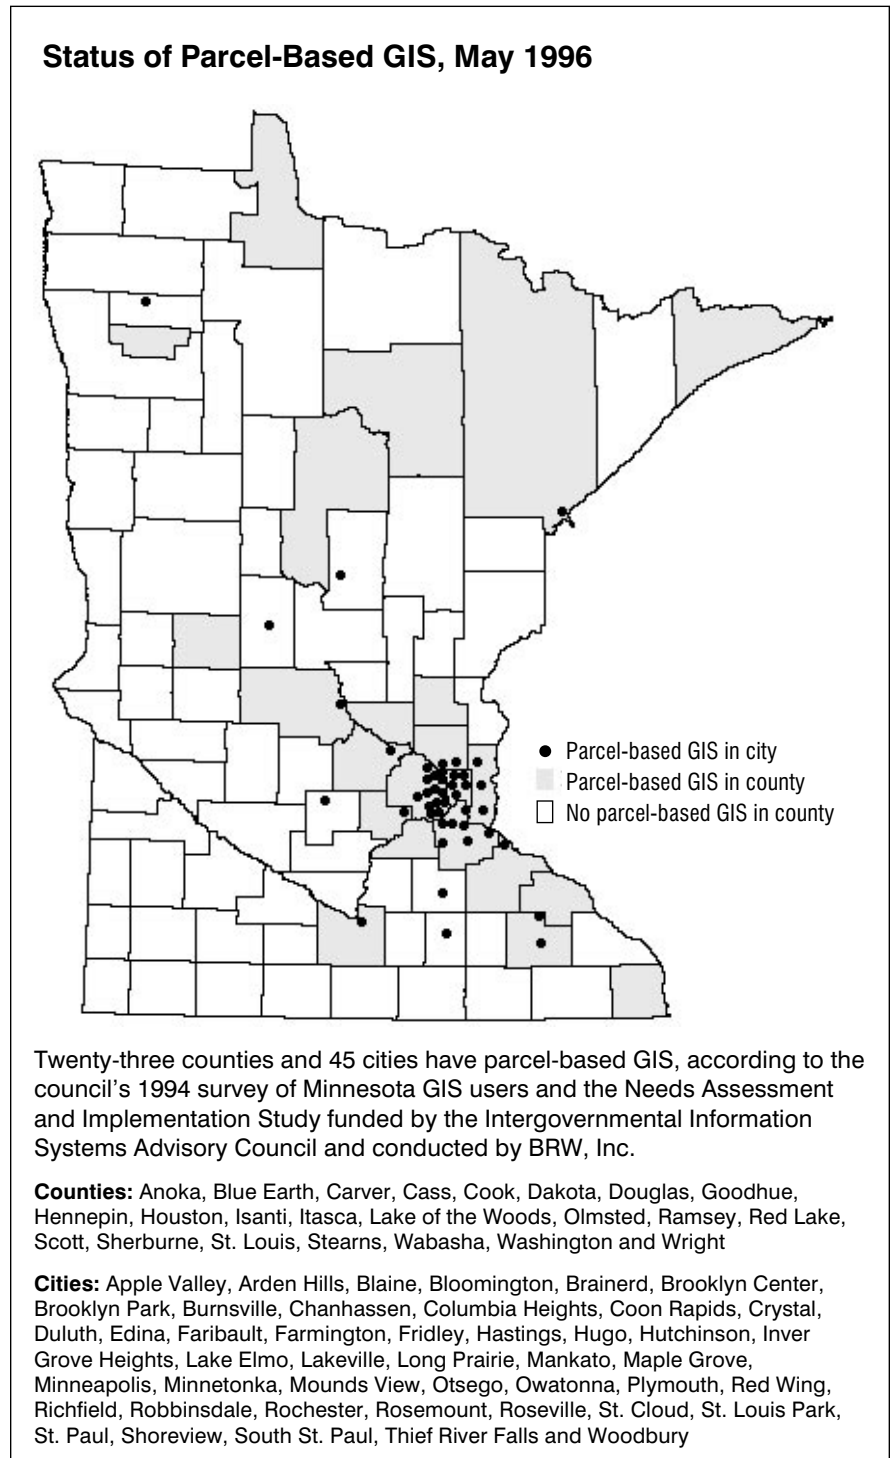 Status of Parcel-Based GIS, May 1996
Parcel-based GIS in city
Parcel-based GIS in county
No parcel-based GIS in county
Twenty-three counties and 45 cities have parcel-based GIS, according to the
council's 1994 survey of Minnesota GIS users and the Needs Assessment
and Implementation Study funded by the Intergovernmental Information
Systems Advisory Council and conducted by BRW, Inc.
Counties: Anoka, Blue Earth, Carver, Cass, Cook, Dakota, Douglas, Goodhue,
Hennepin, Houston, Isanti, Itasca, Lake of the Woods, Olmsted, Ramsey, Red Lake,
Scott, Sherburne, St. Louis, Stearns, Wabasha, Washington and Wright
Cities: Apple Valley, Arden Hills, Blaine, Bloomington, Brainerd, Brooklyn Center,
Brooklyn Park, Burnsville, Chanhassen, Columbia Heights, Coon Rapids, Crystal,
Duluth, Edina, Faribault, Farmington, Fridley, Hastings, Hugo, Hutchinson, Inver
Grove Heights, Lake Elmo, Lakeville, Long Prairie, Mankato, Maple Grove,
Minneapolis, Minnetonka, Mounds View, Otsego, Owatonna, Plymouth, Red Wing,
Richfield, Robbinsdale, Rochester, Rosemount, Roseville, St. Cloud, St. Louis Park,
St. Paul, Shoreview, South St. Paul, Thief River Falls and Woodbury